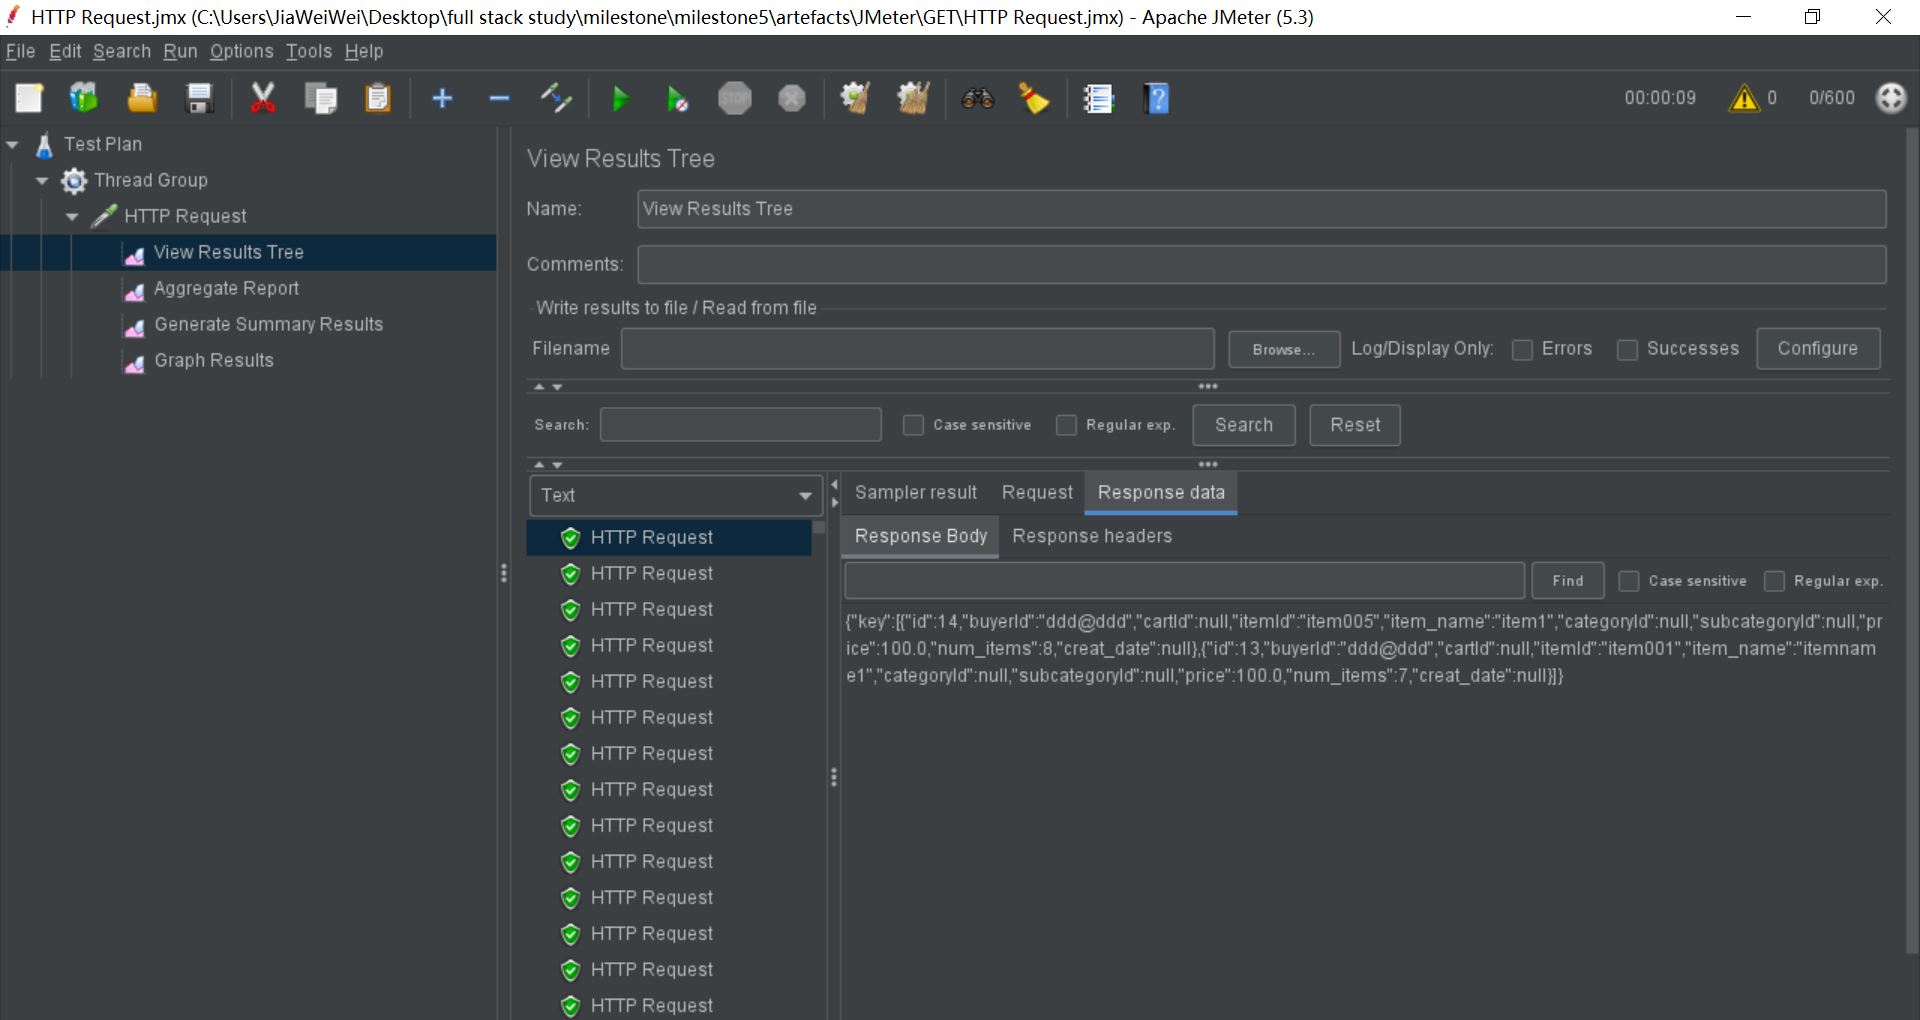 HTTP Request.jmx (C:\Users\JiaWeiWei\Desktop\full stack study\milestone\milestone5\artefacts\JMeter\GET\HTTP Request.jmx) - Apache JMeter (5.3)
File Edit Search Run Options Tools Help
STOP
00:00:09 0 0/600
Test Plan
Thread Group
HTTP Request
View Results Tree
Aggregate Report
Generate Summary Results
Graph Results
View Results Tree
Name: View Results Tree
Comments:
Write results to file / Read from file
Filename Browse... Log/Display Only: Errors Successes Configure
Search: Case sensitive Regular exp. Search Reset
Text
HTTP Request
HTTP Request
HTTP Request
HTTP Request
HTTP Request
HTTP Request
HTTP Request
HTTP Request
HTTP Request
HTTP Request
HTTP Request
HTTP Request
HTTP Request
HTTP Request
Sampler result Request Response data
Response Body Response headers
Find Case sensitive Regular exp.
{"key":[{"id":14,"buyerId":"ddd@ddd","cartId":null,"itemId":"item005","item_name":"item1","categoryId":null,"subcategoryId":null,"pr
ice":100.0,"num_items":8,"creat_date":null},{"id":13,"buyerId":"ddd@ddd","cartId":null,"itemId":"item001","item_name":"itemnam
e1","categoryId":null,"subcategoryId":null,"price":100.0,"num_items":7,"creat_date":null}]}